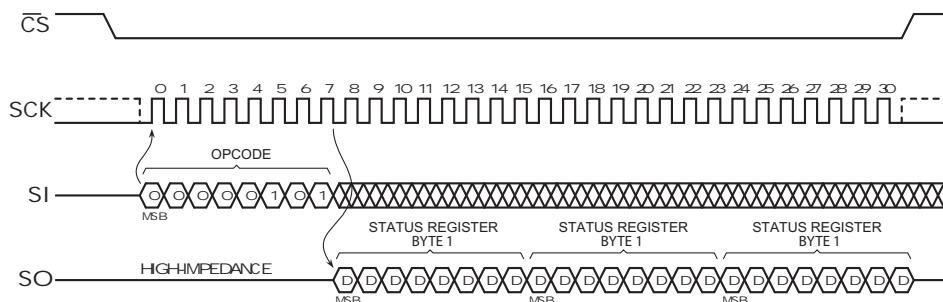 CS
SCK 0 1 2 3 4 5 6 7 8 9 10 11 12 13 14 15 16 17 18 19 20 21 22 23 24 25 26 27 28 29 30
OPCODE
SI 0 0 0 0 0 1 0 1
MSB
STATUS REGISTER BYTE 1
STATUS REGISTER BYTE 1
STATUS REGISTER BYTE 1
SO HIGH-IMPEDANCE D D D D D D D D D D D D D D D D D D D D D D D D
MSB MSB MSB